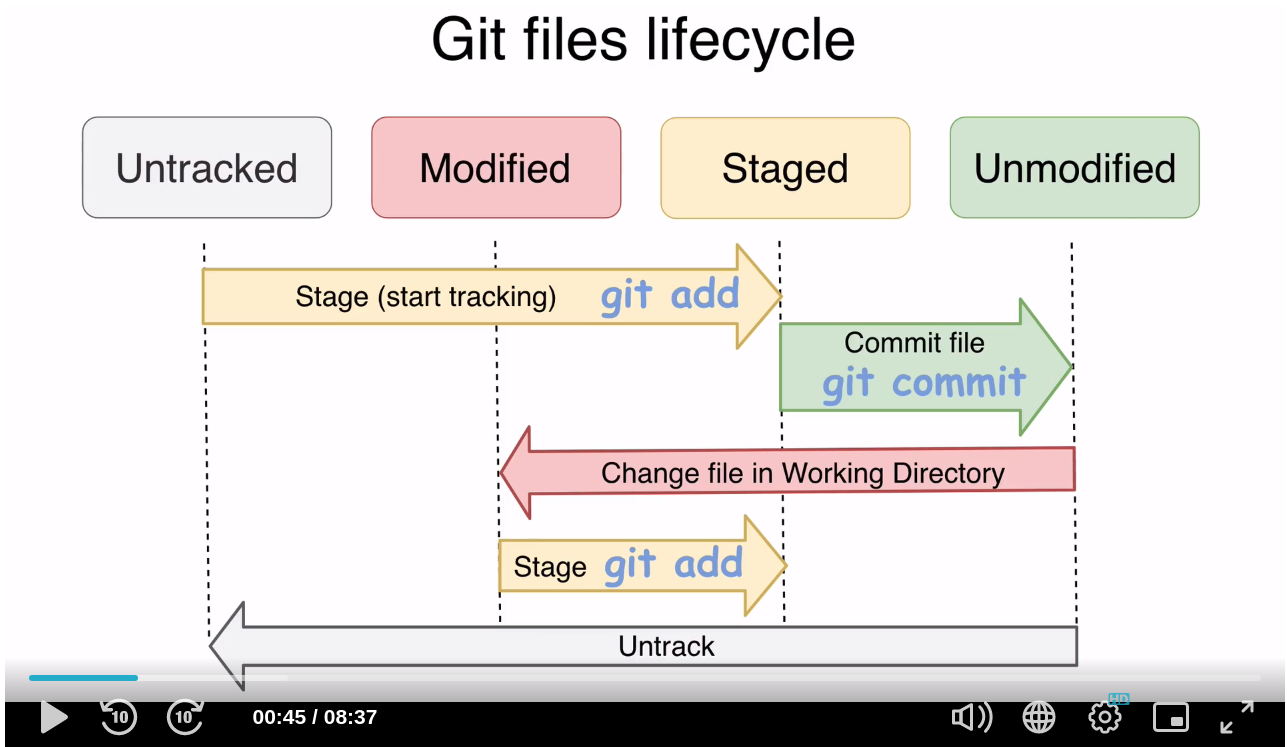 Git files lifecycle
Untracked
Modified
Staged
Unmodified
Stage (start tracking) git add
Commit file
git commit
Change file in Working Directory
Stage git add
Untrack
10
10
00:45 / 08:37
HD